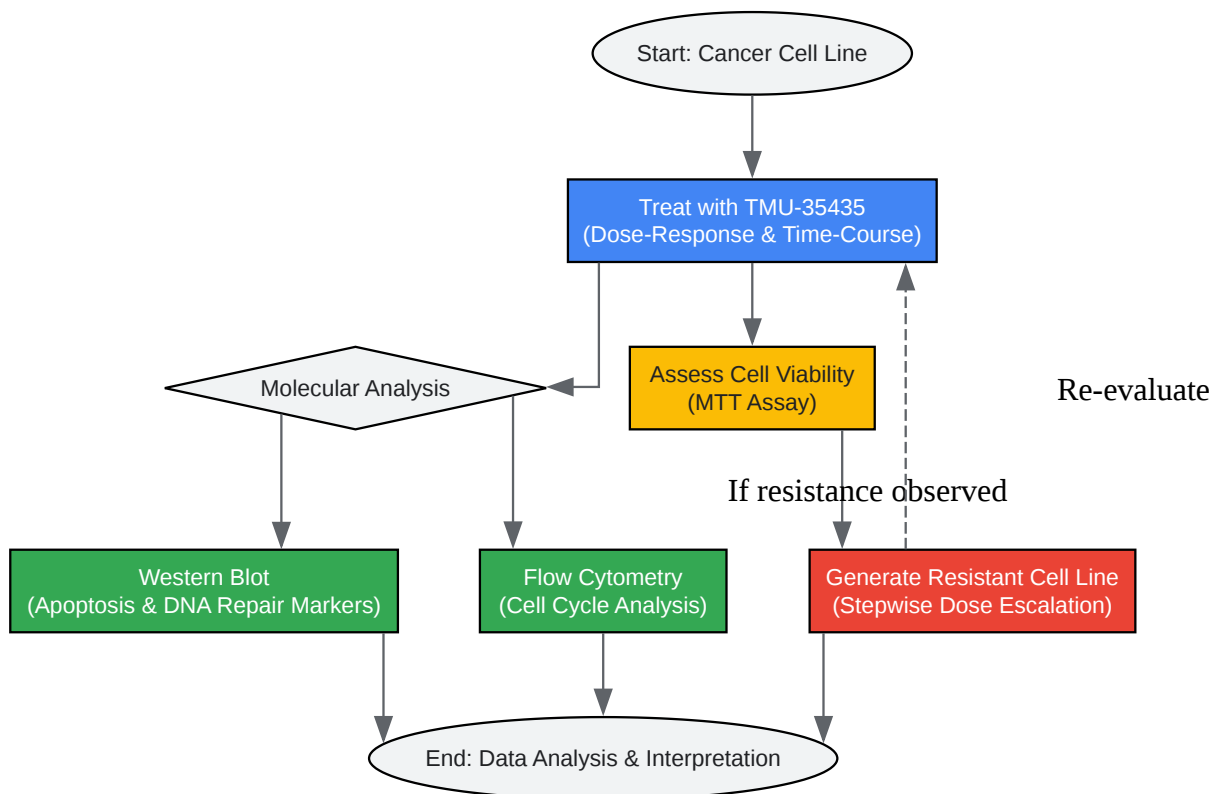 Start: Cancer Cell Line
Treat with TMU-35435
(Dose-Response & Time-Course)
Molecular Analysis
Assess Cell Viability
(MTT Assay)
Re-evaluate
If resistance observed
Western Blot
(Apoptosis & DNA Repair Markers)
Flow Cytometry
(Cell Cycle Analysis)
Generate Resistant Cell Line
(Stepwise Dose Escalation)
End: Data Analysis & Interpretation